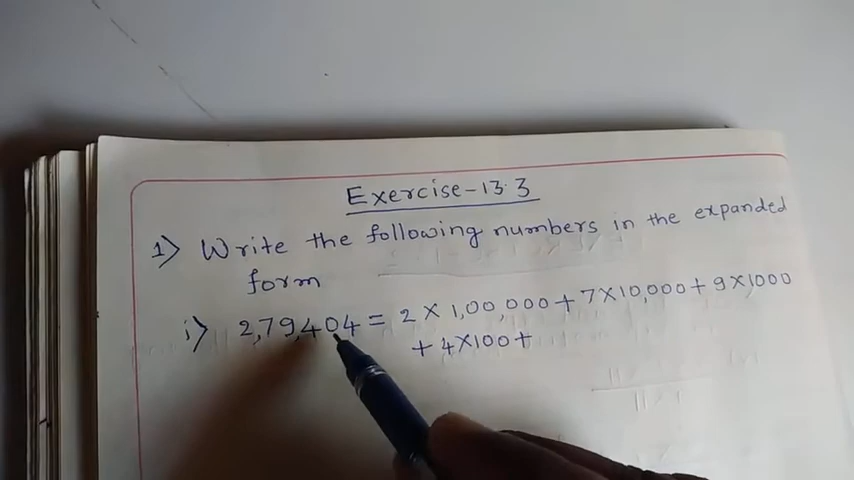 Exercise-13.3
1> Write the following numbers in the expanded
form
i> 2,79,404 = 2 × 1,00,000 + 7×10,000 + 9×1000
+ 4×100 +